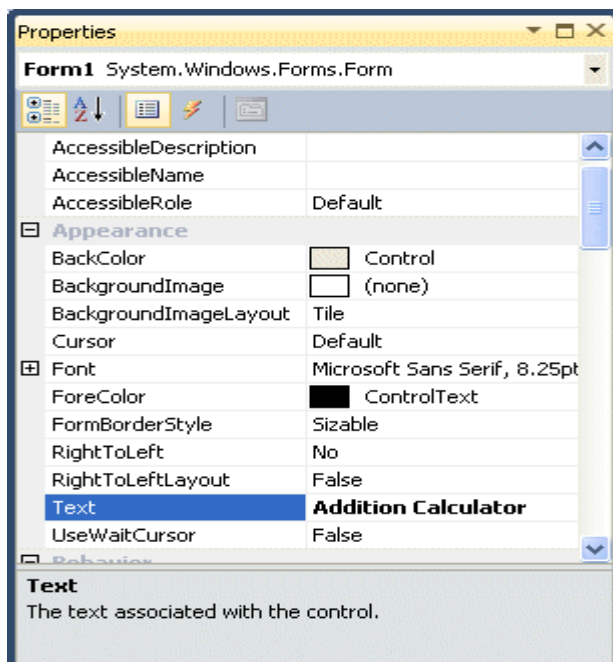 Properties
Form1 System.Windows.Forms.Form
AccessibleDescription
AccessibleName
AccessibleRole Default
Appearance
BackColor Control
BackgroundImage (none)
BackgroundImageLayout Tile
Cursor Default
Font Microsoft Sans Serif, 8.25pt
ForeColor ControlText
FormBorderStyle Sizable
RightToLeft No
RightToLeftLayout False
Text Addition Calculator
UseWaitCursor False
Behavior
Text
The text associated with the control.